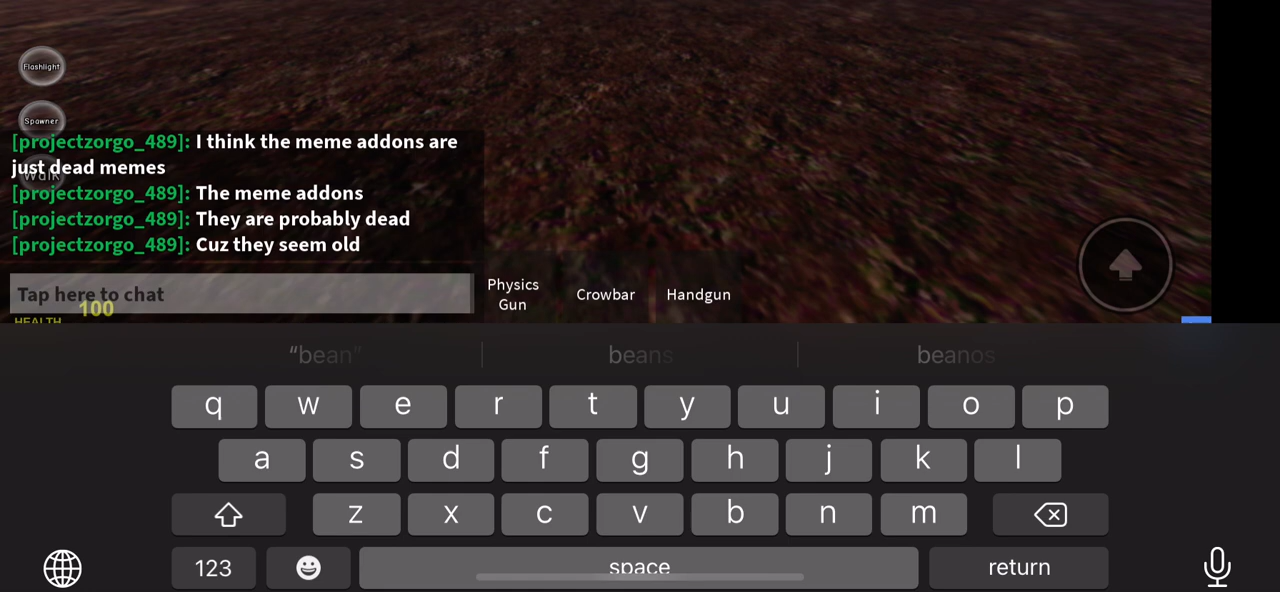 Flashlight
Spawner
[projectzorgo_489]: I think the meme addons are
just dead memes
Walk
[projectzorgo_489]: The meme addons
[projectzorgo_489]: They are probably dead
[projectzorgo_489]: Cuz they seem old
Tap here to chat
100
HEALTH
Physics
Gun
Crowbar
Handgun
“bean” beans beanos
q w e r t y u i o p
a s d f g h j k l
z x c v b n m
123 space return